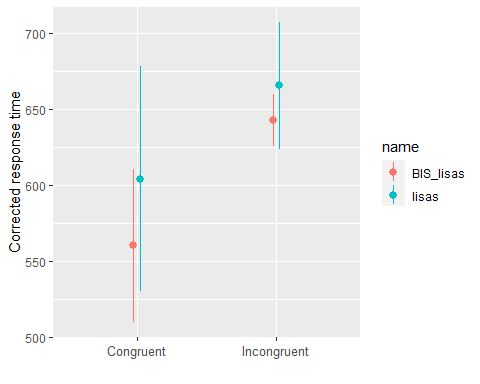 Corrected response time
700
650
600
550
500
Congruent
Incongruent
name
BIS_lisas
lisas